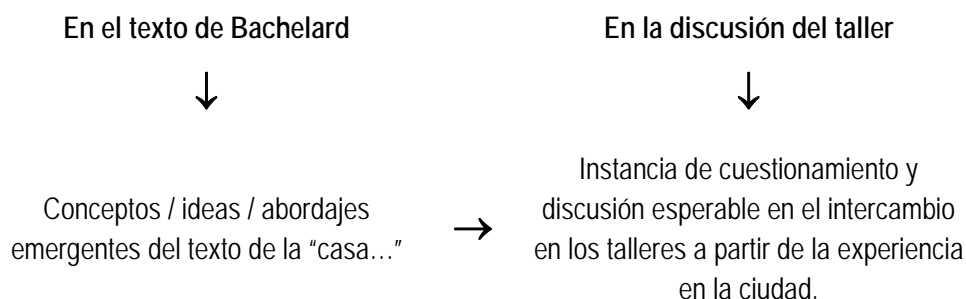 En el texto de Bachelard
En la discusión del taller
↓
↓
Conceptos / ideas / abordajes
emergentes del texto de la "casa…"
→
Instancia de cuestionamiento y
discusión esperable en el intercambio
en los talleres a partir de la experiencia
en la ciudad.